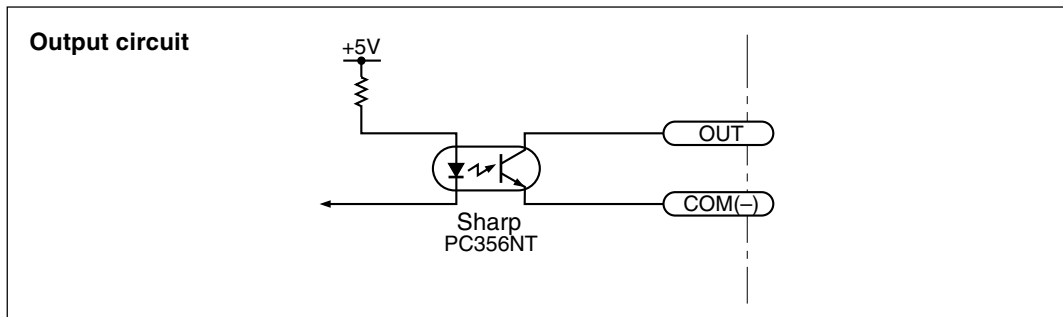 Output circuit
+5V
OUT
COM(–)
Sharp
PC356NT